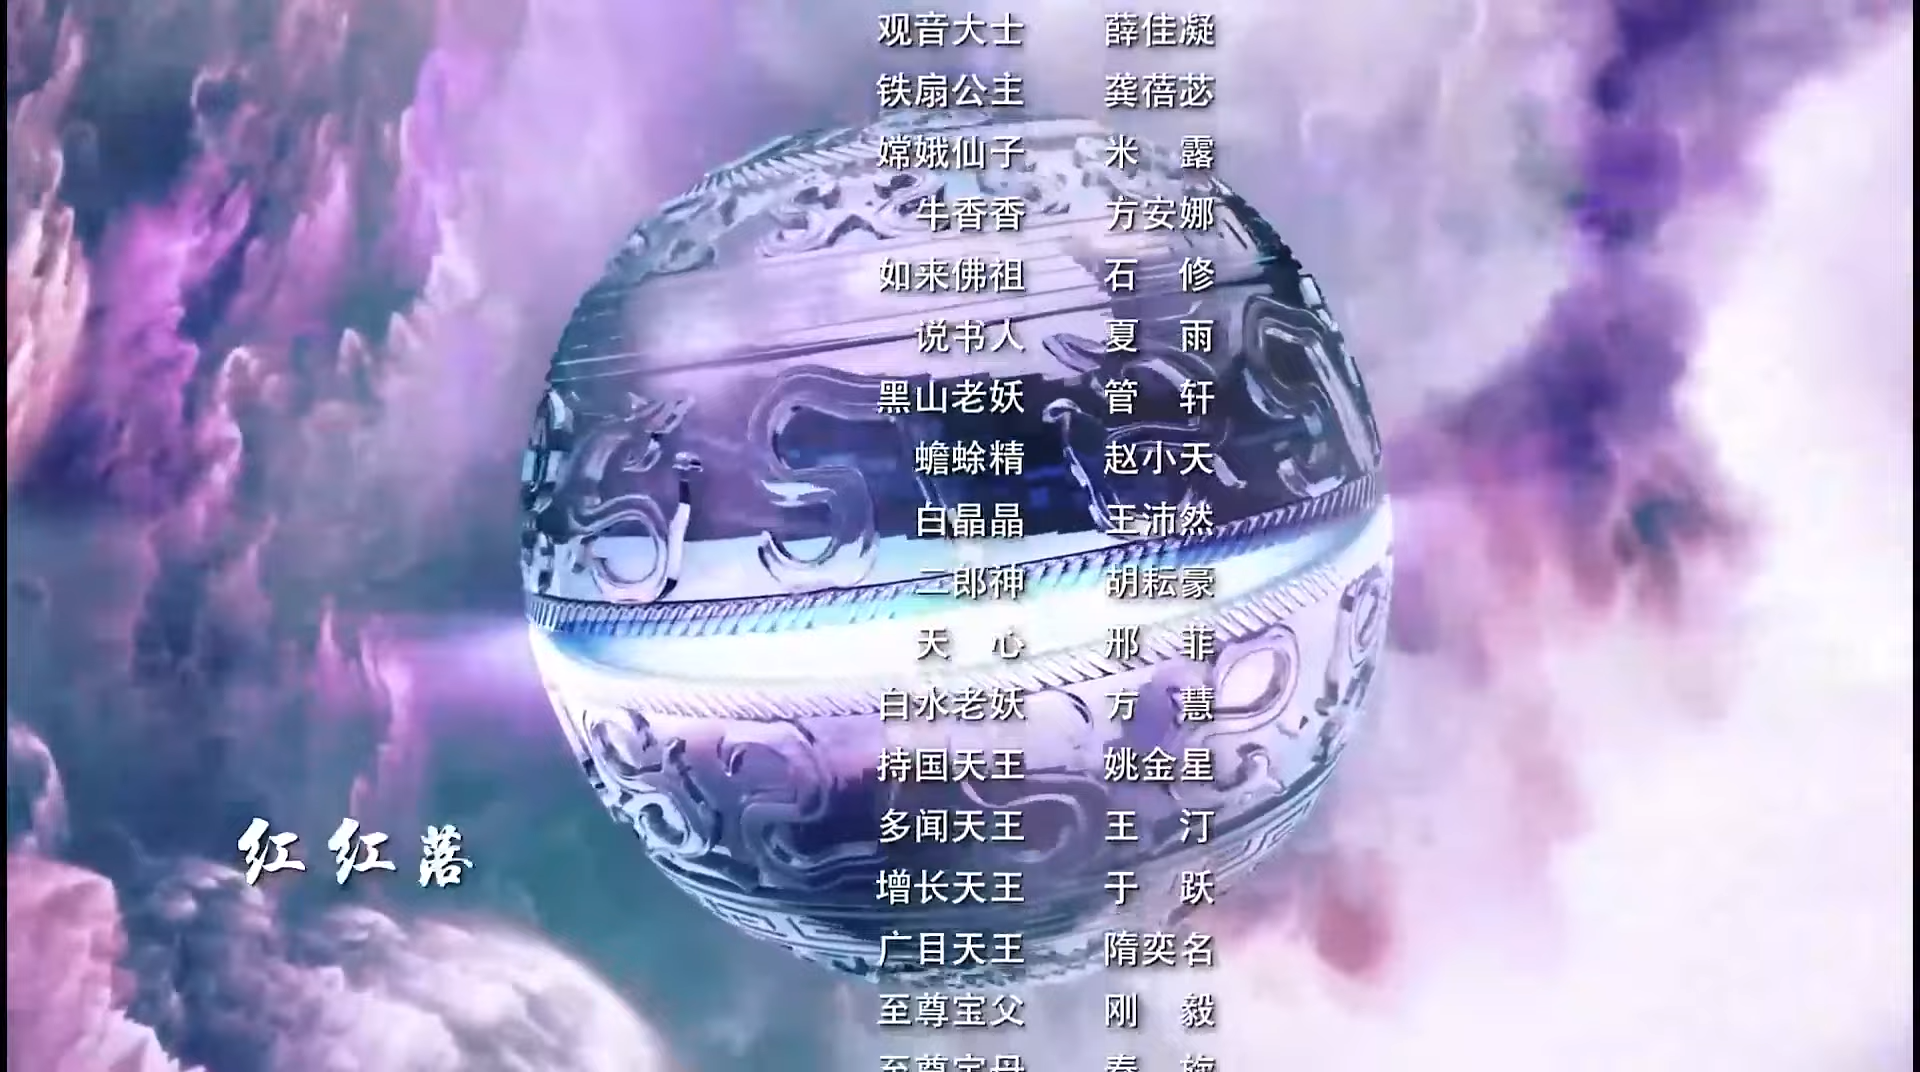 观音大士 薛佳凝
铁扇公主 龚蓓苾
嫦娥仙子 米 露
牛香香 方安娜
如来佛祖 石 修
说书人 夏 雨
黑山老妖 管 轩
蟾蜍精 赵小天
白晶晶 王沛然
二郎神 胡耘豪
天 心 邢 菲
白水老妖 方 慧
持国天王 姚金星
多闻天王 王 汀
增长天王 于 跃
广目天王 隋奕名
至尊宝父 刚 毅
至尊宝母
红红落